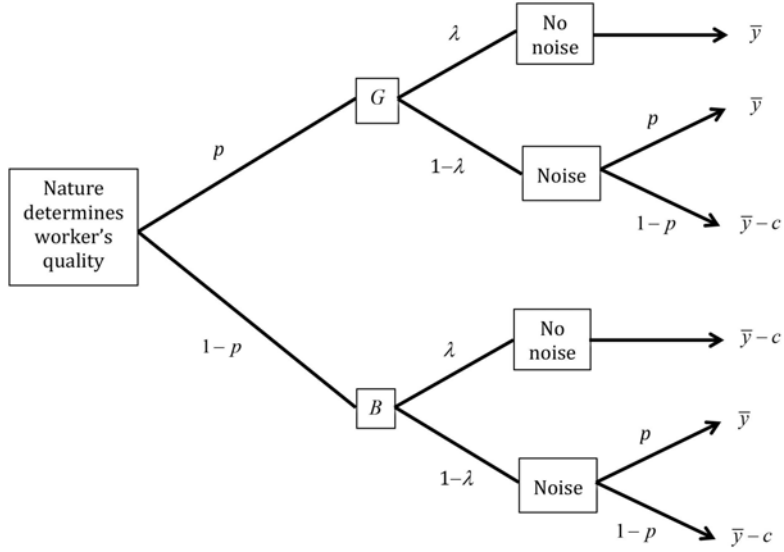 Nature
determines
worker's
quality
p
1− p
G
λ
1−λ
No
noise
y̅
Noise
p
y̅
1− p
y̅ − c
B
λ
1−λ
No
noise
y̅ − c
Noise
p
y̅
1− p
y̅ − c